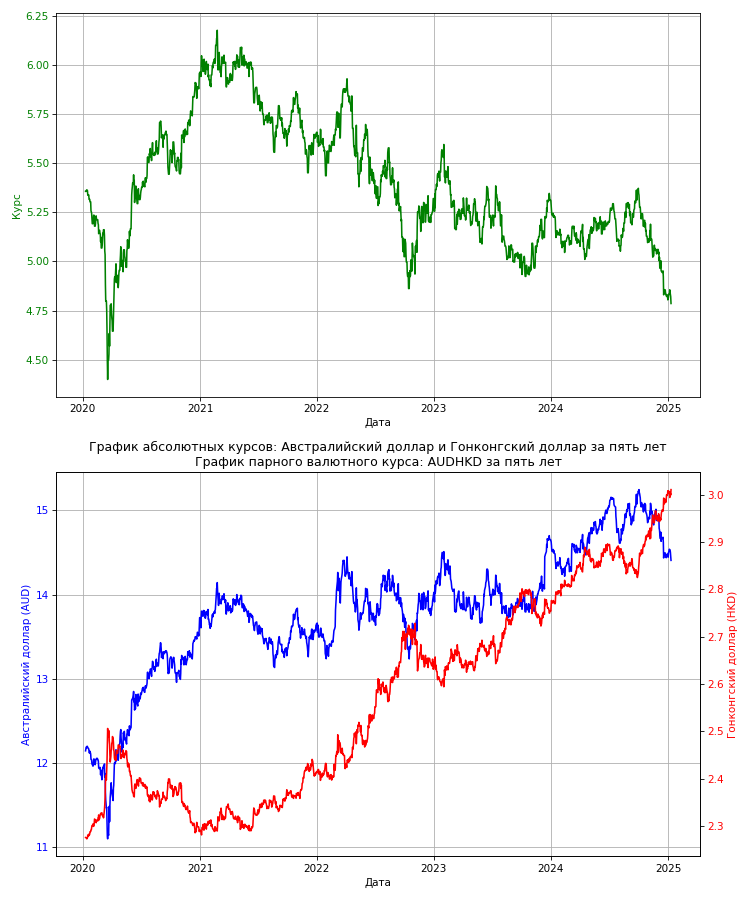 6.25
6.00
5.75
5.50
5.25
5.00
4.75
4.50
Курс
2020 2021 2022 2023 2024 2025
Дата
График абсолютных курсов: Австралийский доллар и Гонконгский доллар за пять лет
График парного валютного курса: AUDHKD за пять лет
15
14
13
12
11
Австралийский доллар (AUD)
3.0
2.9
2.8
2.7
2.6
2.5
2.4
2.3
Гонконгский доллар (HKD)
2020 2021 2022 2023 2024 2025
Дата